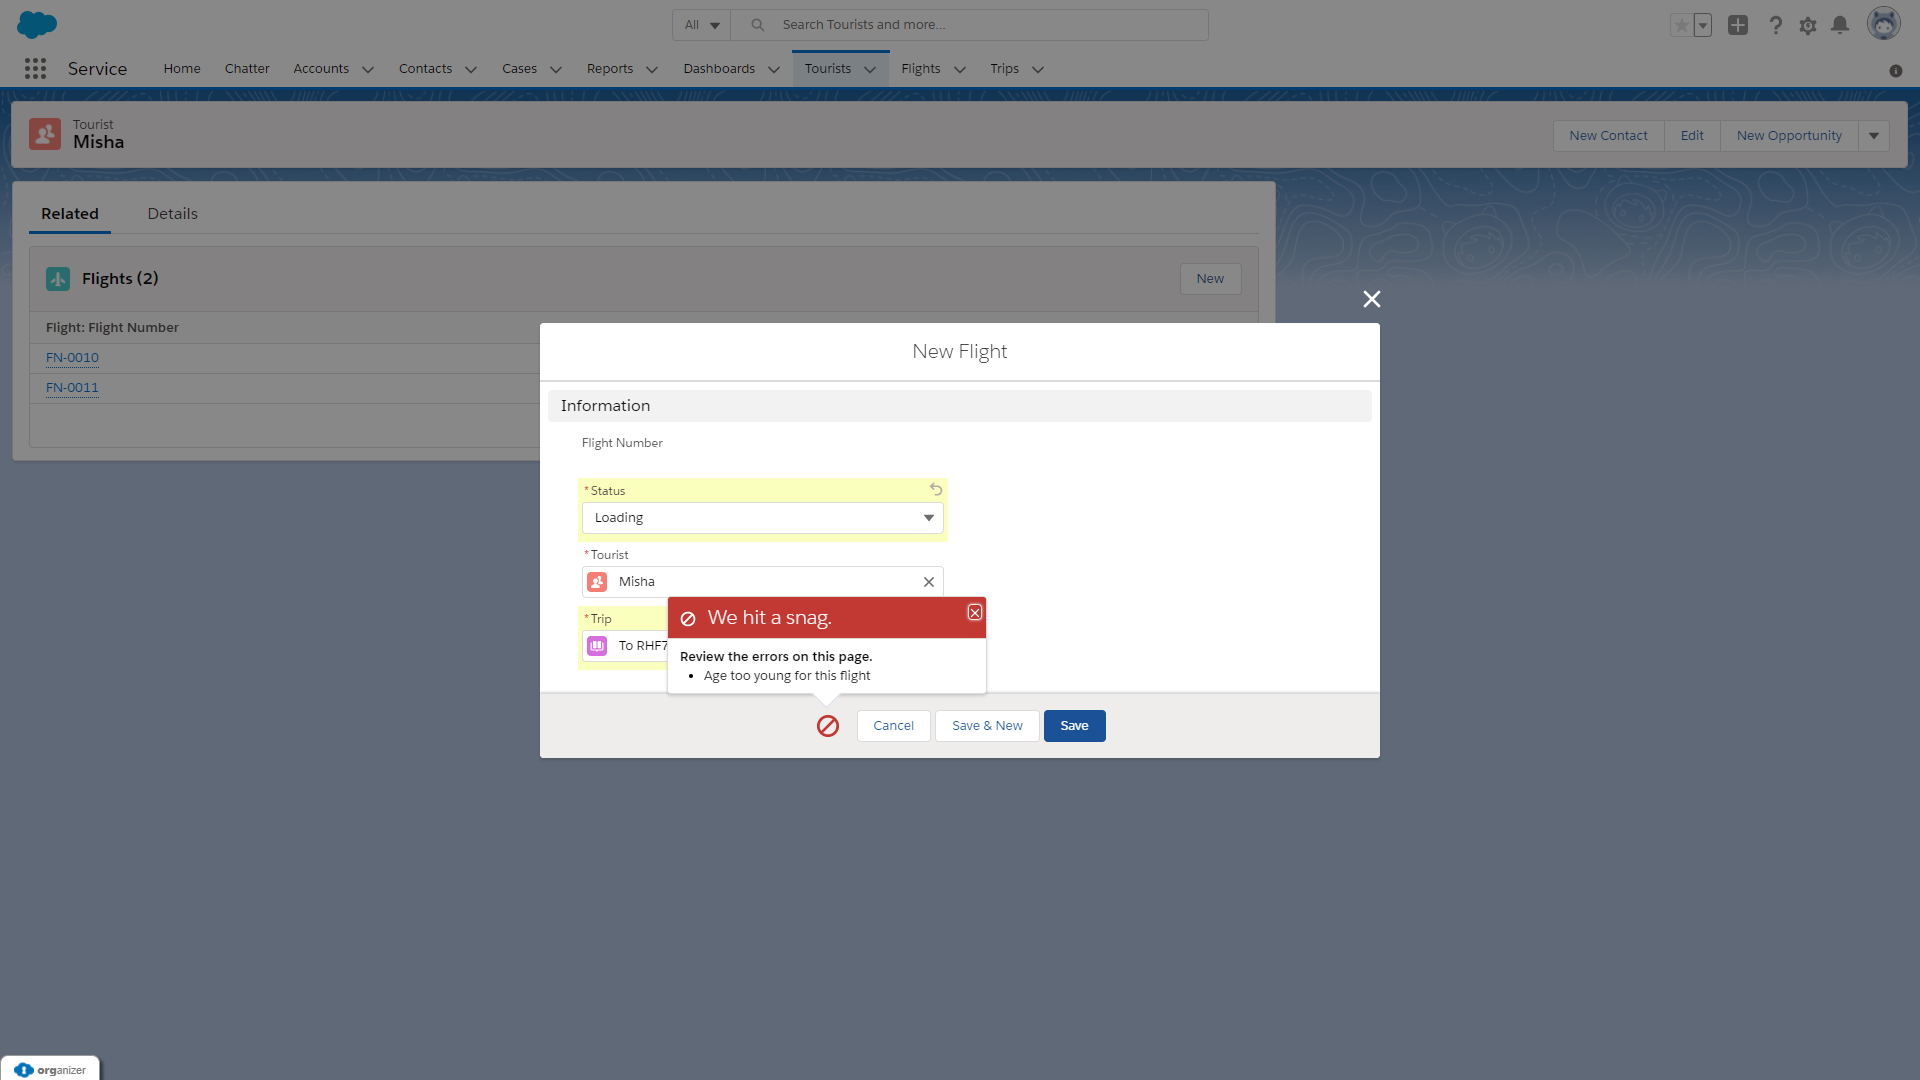 All
Search Tourists and more...
Service
Home
Chatter
Accounts
Contacts
Cases
Reports
Dashboards
Tourists
Flights
Trips
Tourist
Misha
New Contact
Edit
New Opportunity
Related
Details
Flights (2)
New
Flight: Flight Number
FN-0010
FN-0011
New Flight
Information
Flight Number
*Status
Loading
*Tourist
Misha
*Trip
To RHF7
We hit a snag.
Review the errors on this page.
• Age too young for this flight
Cancel
Save & New
Save
organizer